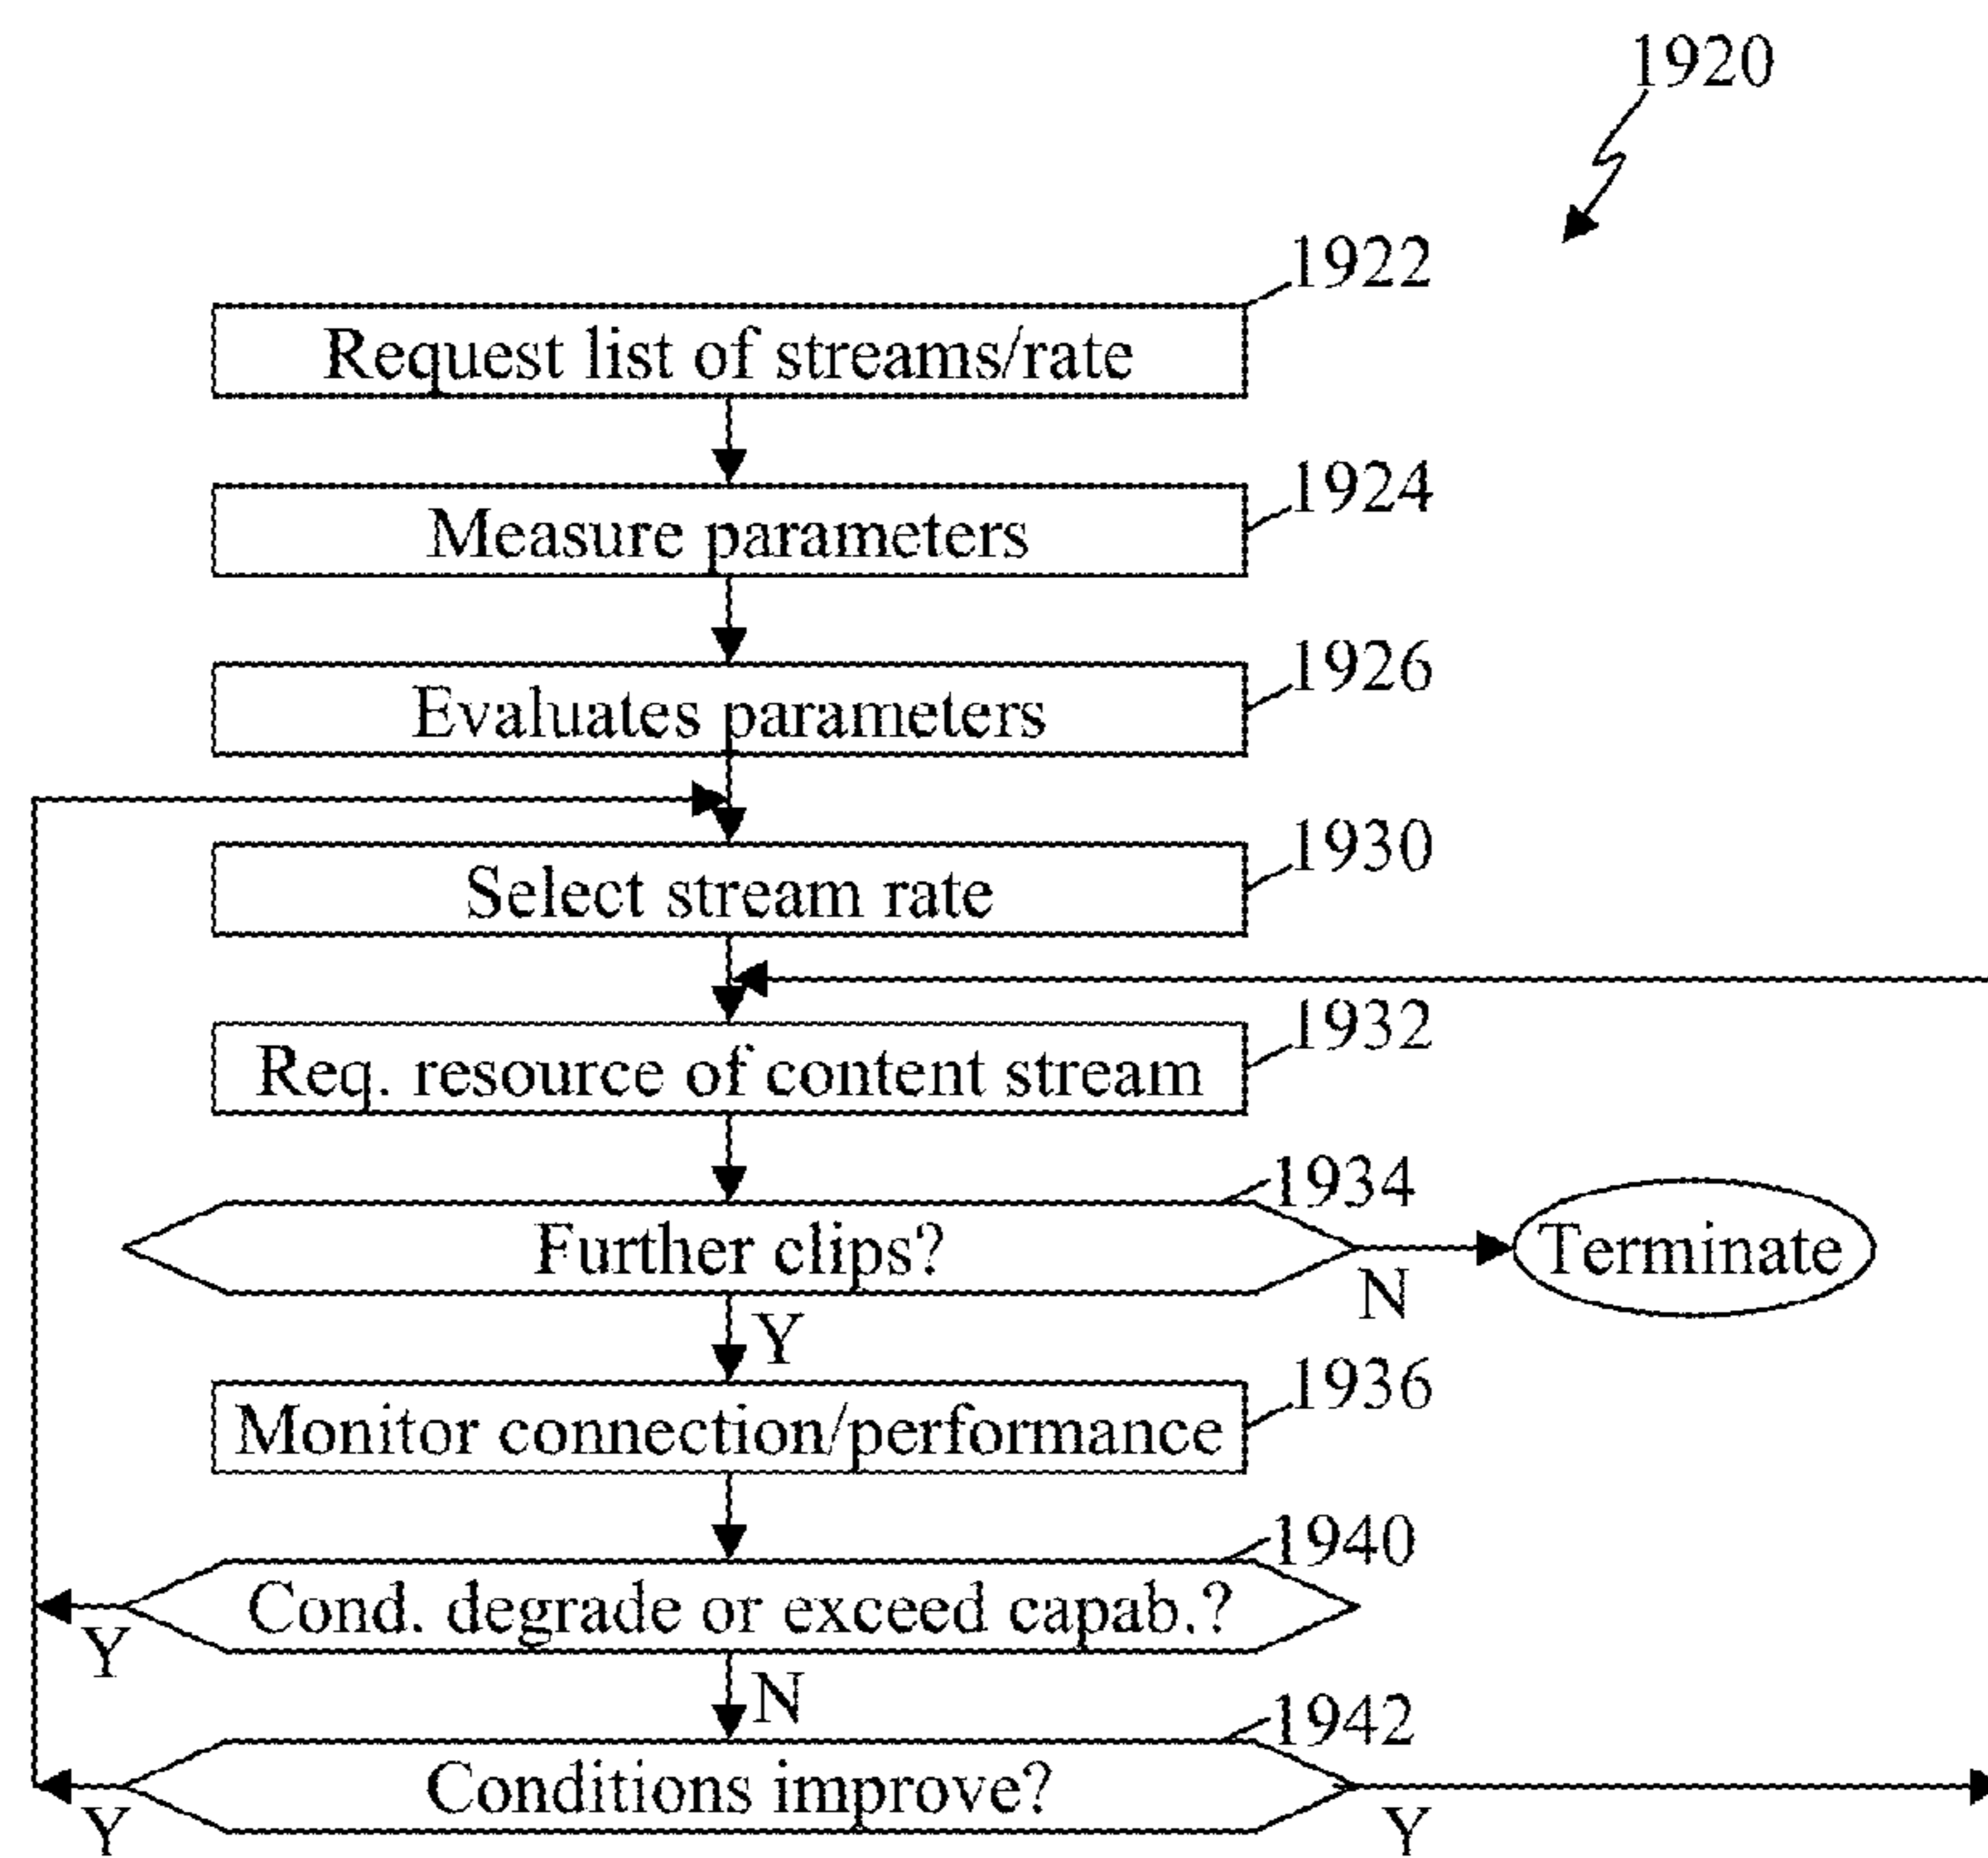 1920
1922
Request list of streams/rate
1924
Measure parameters
1926
Evaluates parameters
1930
Select stream rate
1932
Req. resource of content stream
1934
Further clips?
Terminate
N
Y
1936
Monitor connection/performance
1940
Cond. degrade or exceed capab.?
Y
N
1942
Conditions improve?
Y
Y